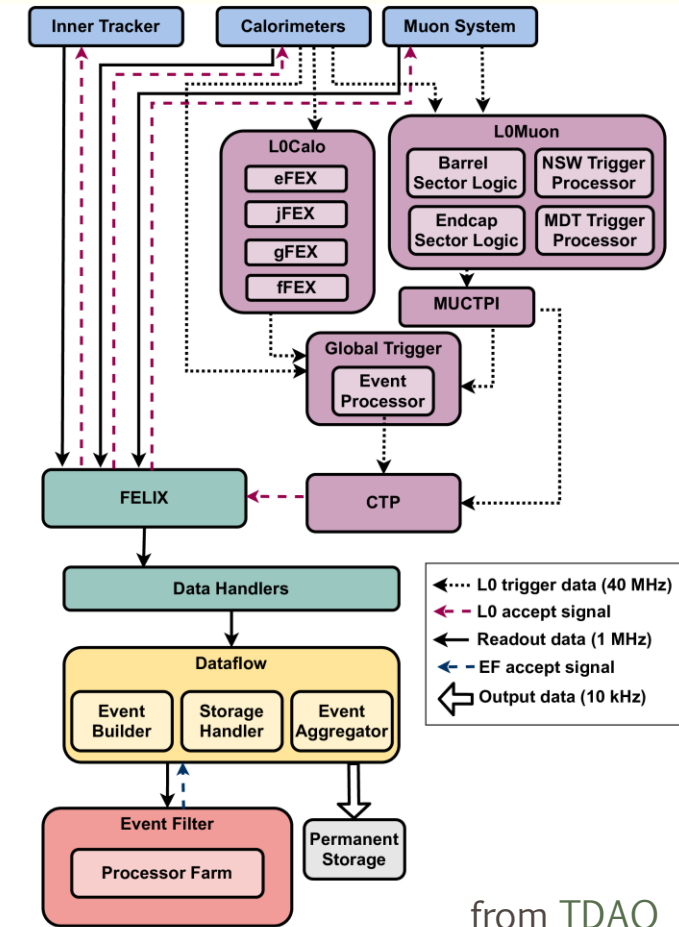 Inner Tracker
Calorimeters
Muon System
L0Calo
eFEX
jFEX
gFEX
fFEX
L0Muon
Barrel
Sector Logic
NSW Trigger
Processor
Endcap
Sector Logic
MDT Trigger
Processor
MUCTPI
Global Trigger
Event
Processor
FELIX
CTP
Data Handlers
L0 trigger data (40 MHz)
L0 accept signal
Readout data (1 MHz)
EF accept signal
Output data (10 kHz)
Dataflow
Event
Builder
Storage
Handler
Event
Aggregator
Event Filter
Processor Farm
Permanent
Storage
from TDAQ